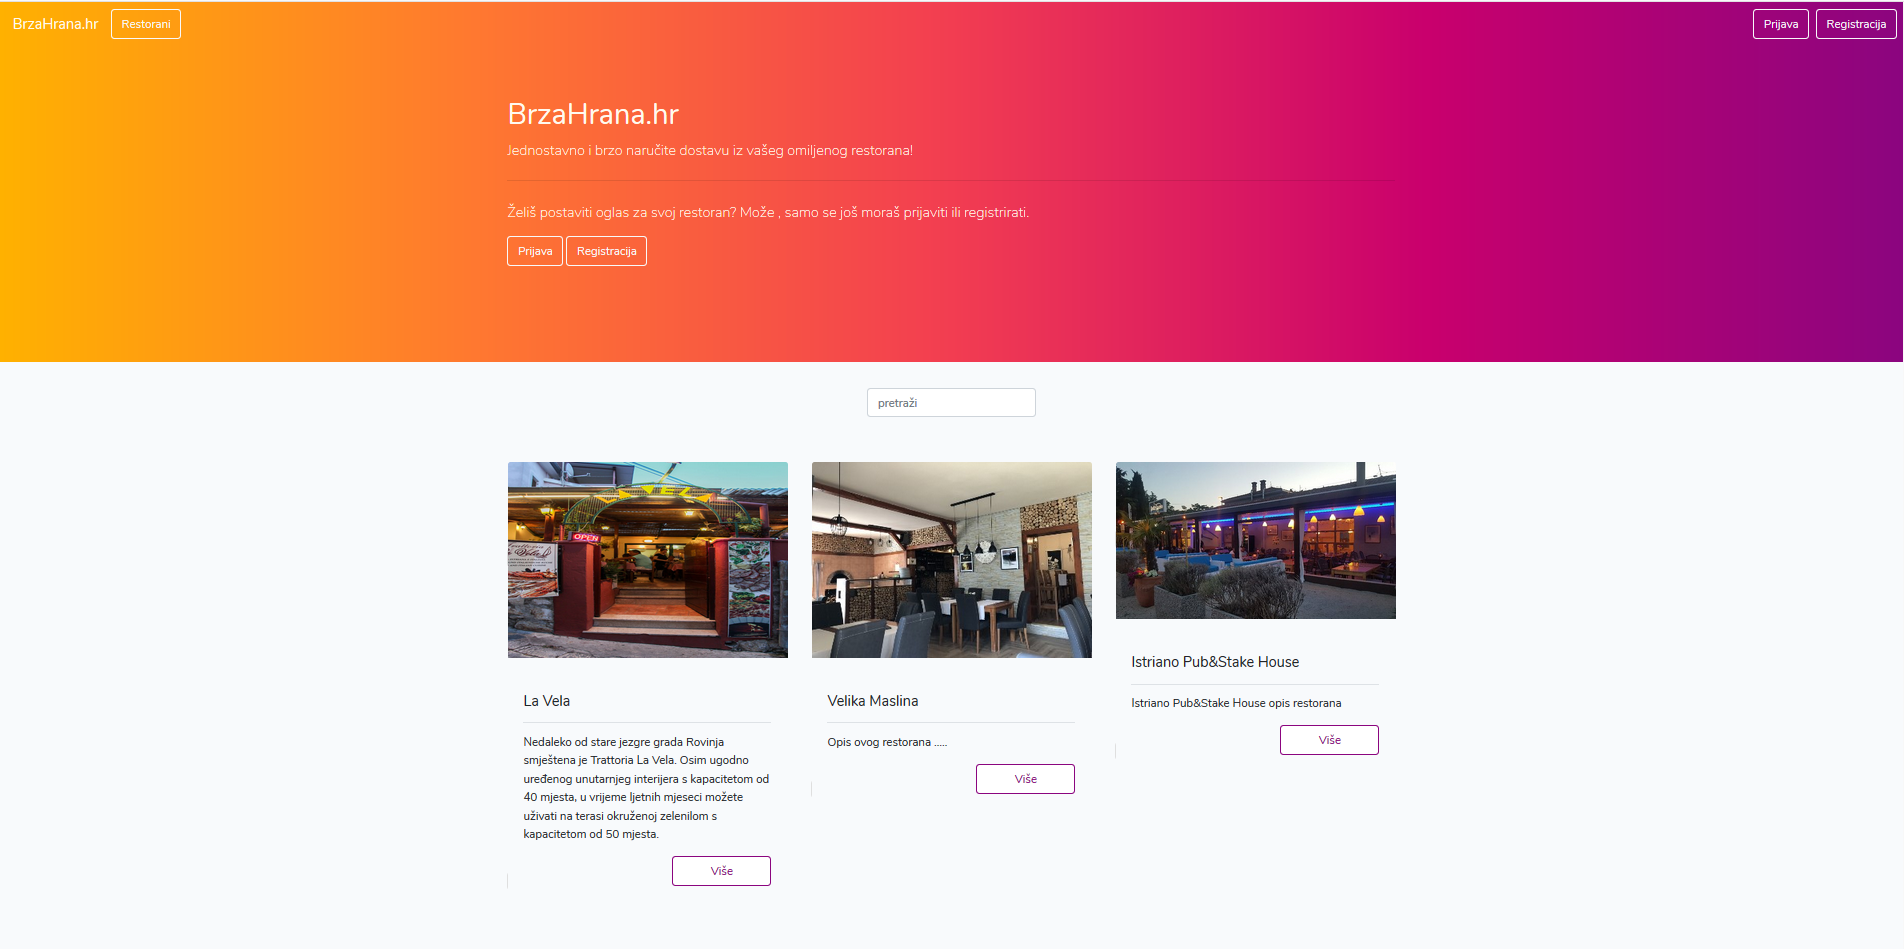 BrzaHrana.hr Restorani Prijava Registracija
BrzaHrana.hr
Jednostavno i brzo naručite dostavu iz vašeg omiljenog restorana!
Želiš postaviti oglas za svoj restoran? Može , samo se još moraš prijaviti ili registrirati.
Prijava Registracija
pretraži
OPEN
La Vela
Nedaleko od stare jezgre grada Rovinja
smještena je Trattoria La Vela. Osim ugodno
uređenog unutarnjeg interijera s kapacitetom od
40 mjesta, u vrijeme ljetnih mjeseci možete
uživati na terasi okruženoj zelenilom s
kapacitetom od 50 mjesta.
Više
Velika Maslina
Opis ovog restorana .....
Više
Istriano Pub&Stake House
Istriano Pub&Stake House opis restorana
Više